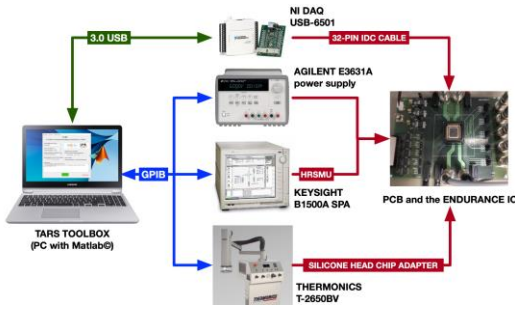 NI DAQ
USB-6501
3.0 USB
32-PIN IDC CABLE
AGILENT E3631A
power supply
GPIB
HRSMU
KEYSIGHT
B1500A SPA
PCB and the ENDURANCE IC
TARS TOOLBOX
(PC with Matlab©)
SILICONE HEAD CHIP ADAPTER
THERMONICS
T-2650BV
THERMONICS